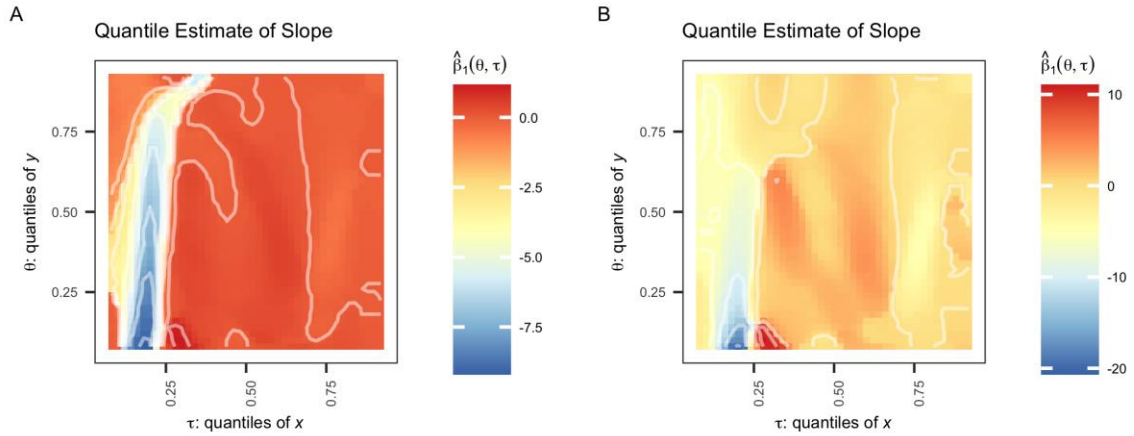 A
Quantile Estimate of Slope
β̂₁(θ, τ)
0.0
-2.5
-5.0
-7.5
0.75
0.50
0.25
θ: quantiles of y
0.25
0.50
0.75
τ: quantiles of x
B
Quantile Estimate of Slope
β̂₁(θ, τ)
10
0
-10
-20
0.75
0.50
0.25
θ: quantiles of y
0.25
0.50
0.75
τ: quantiles of x